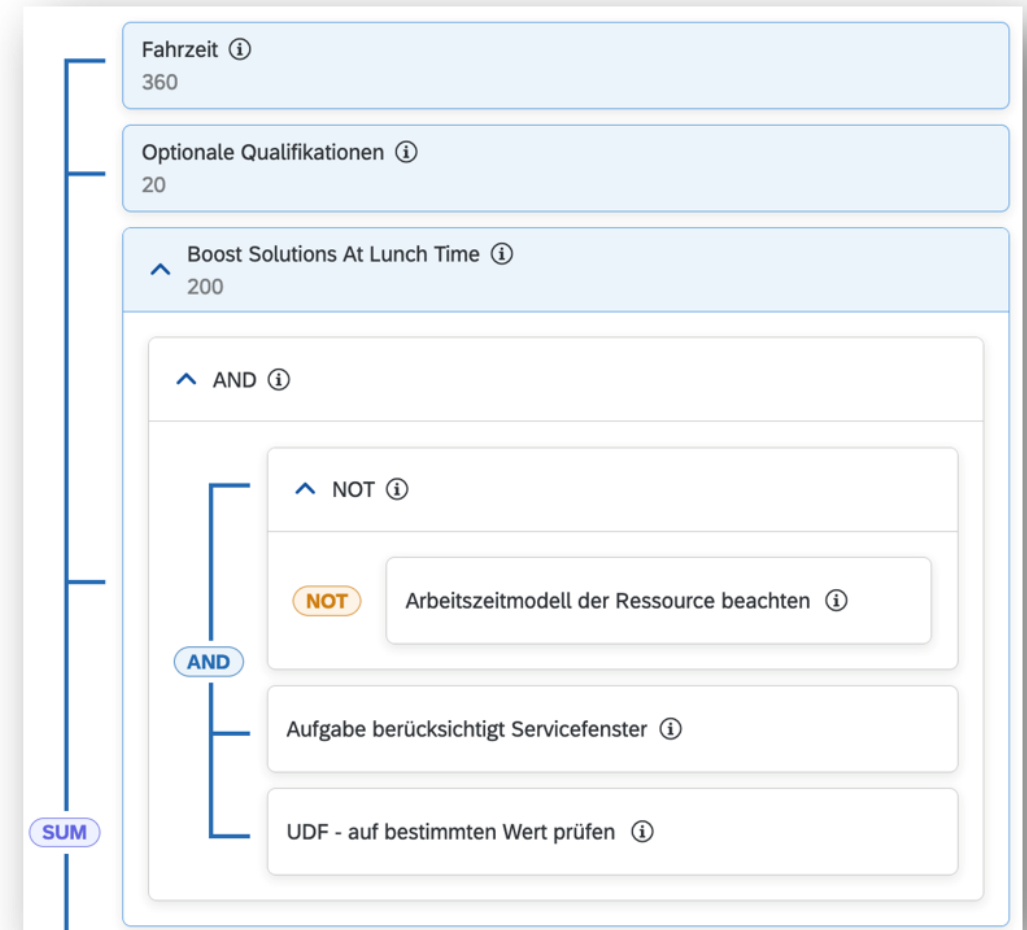 Fahrzeit
360
Optionale Qualifikationen
20
Boost Solutions At Lunch Time
200
AND
NOT
NOT
Arbeitszeitmodell der Ressource beachten
AND
Aufgabe berücksichtigt Servicefenster
SUM
UDF - auf bestimmten Wert prüfen